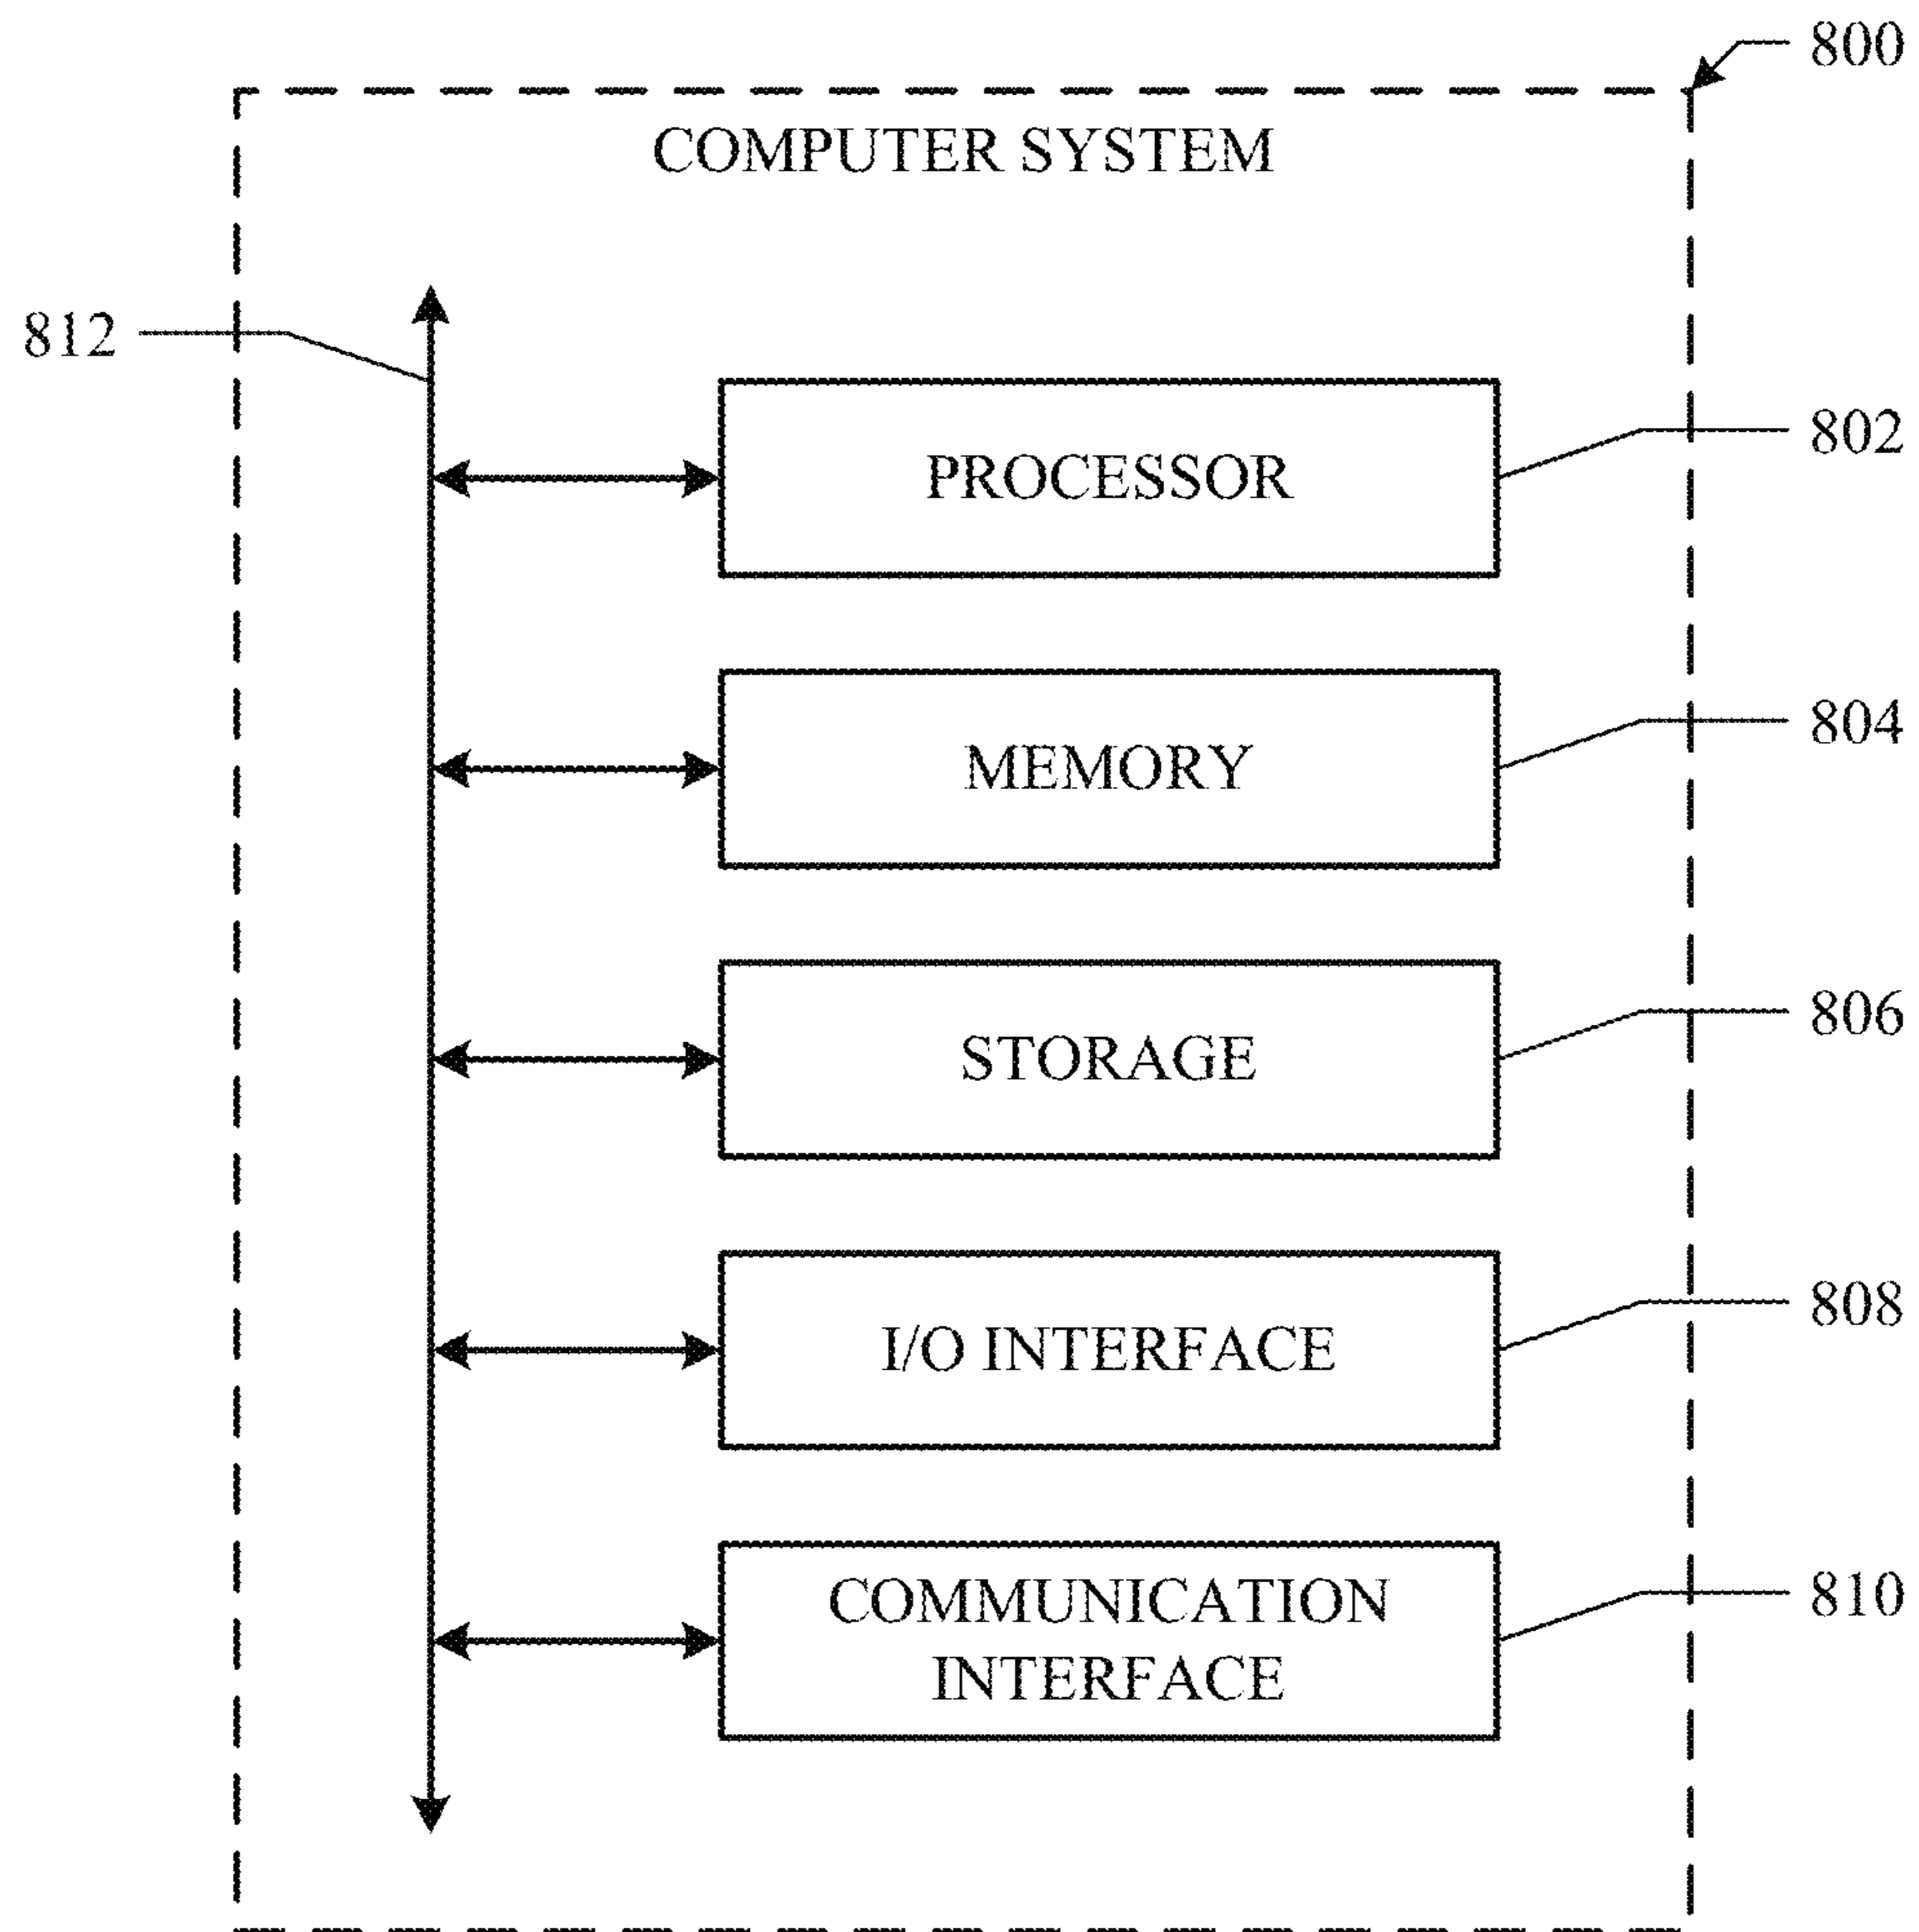 800
COMPUTER SYSTEM
812
PROCESSOR
802
MEMORY
804
STORAGE
806
I/O INTERFACE
808
COMMUNICATION
INTERFACE
810